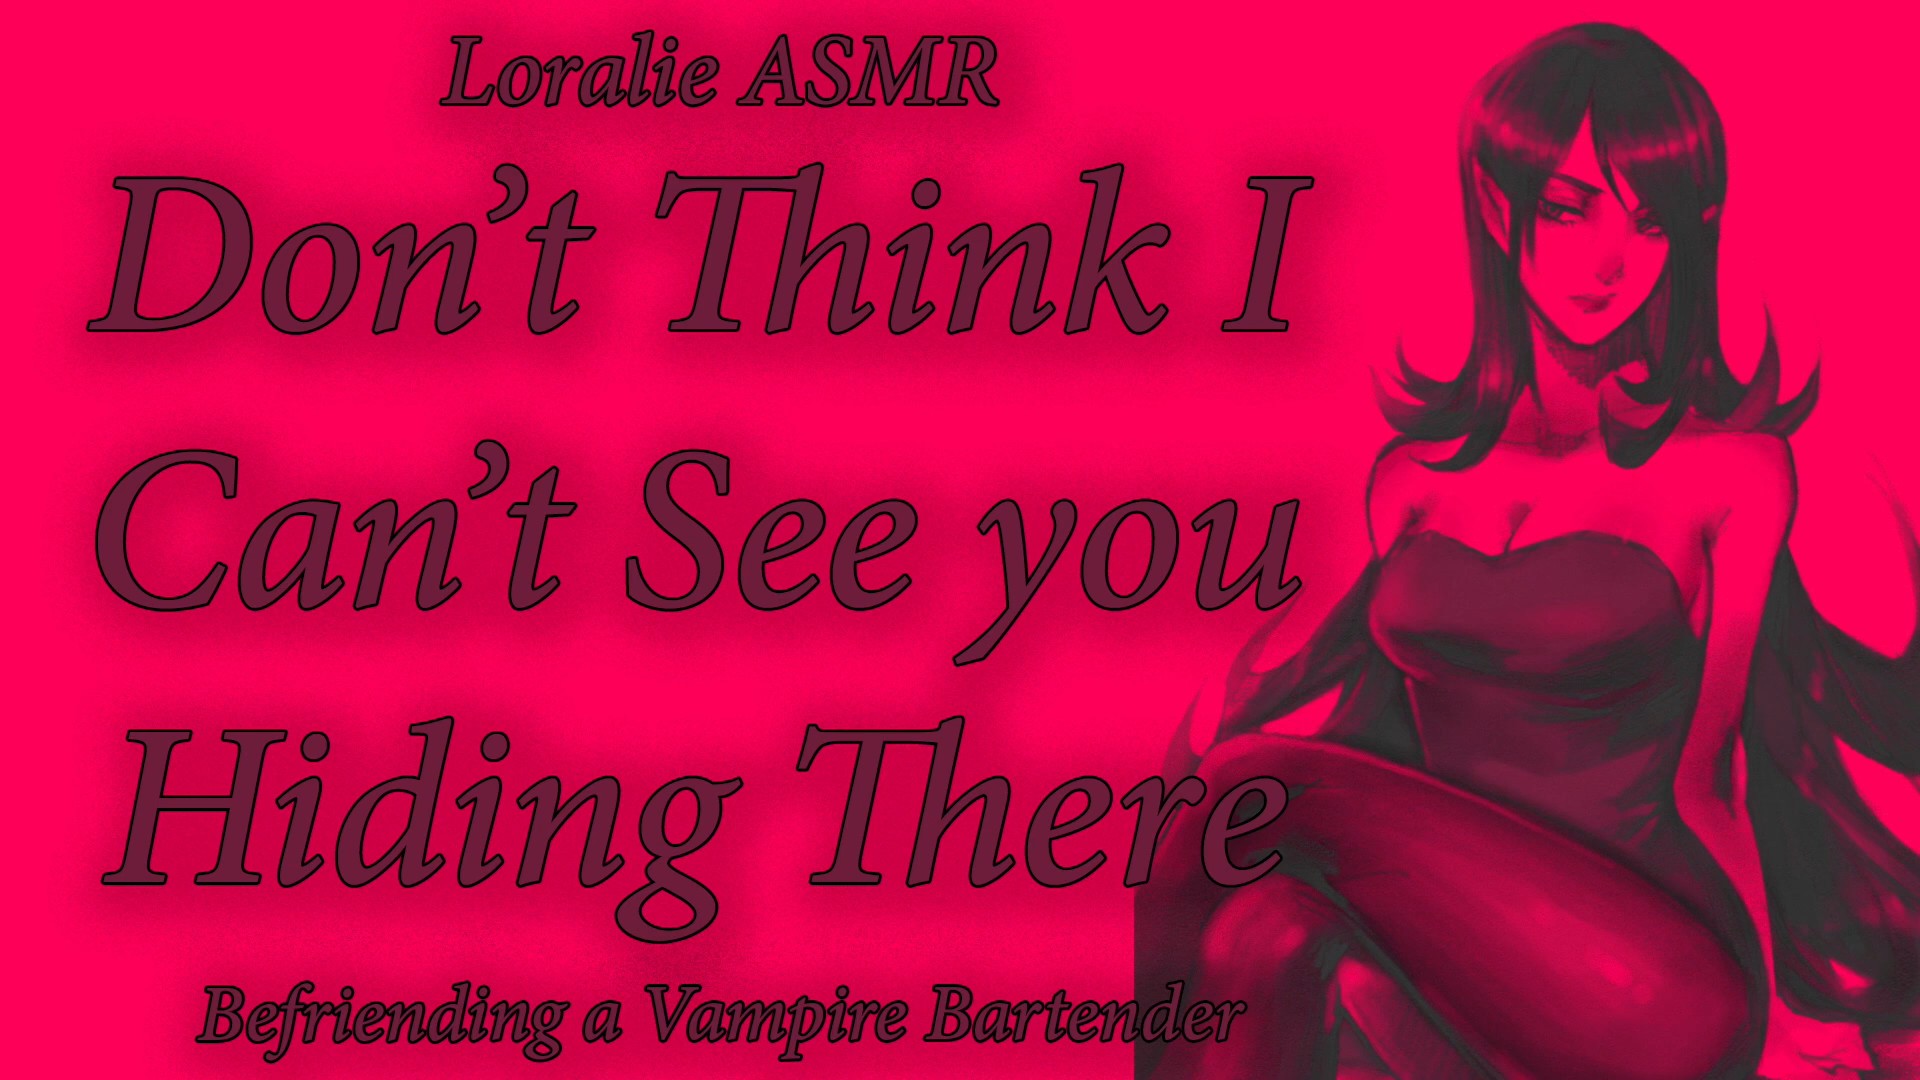 Loralie ASMR
Don’t Think I
Can’t See you
Hiding There
Befriending a Vampire Bartender